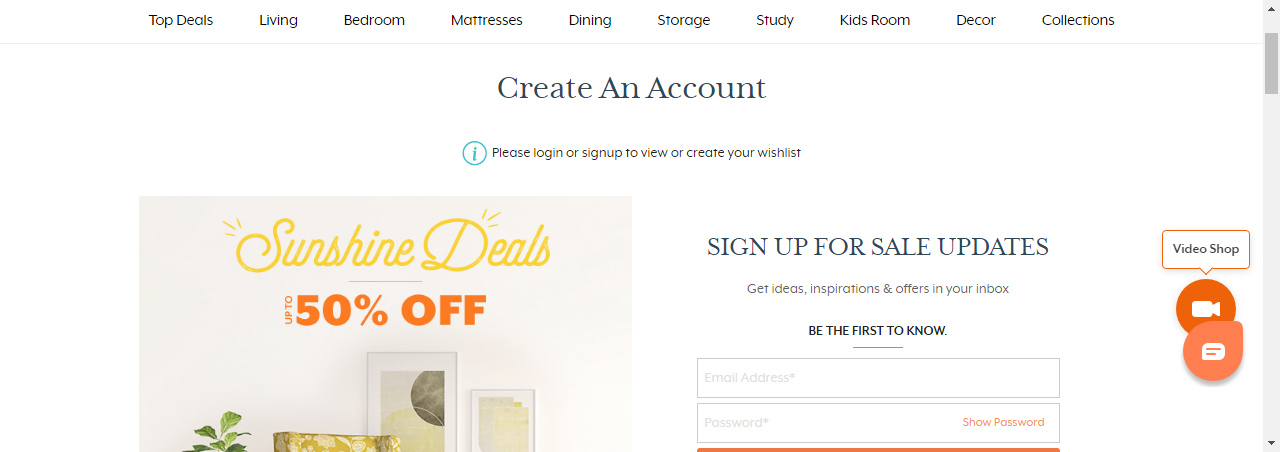 Top Deals Living Bedroom Mattresses Dining Storage Study Kids Room Decor Collections
Create An Account
i Please login or signup to view or create your wishlist
Sunshine Deals
UP TO 50% OFF
SIGN UP FOR SALE UPDATES
Get ideas, inspirations & offers in your inbox
BE THE FIRST TO KNOW.
Email Address*
Password* Show Password
Video Shop